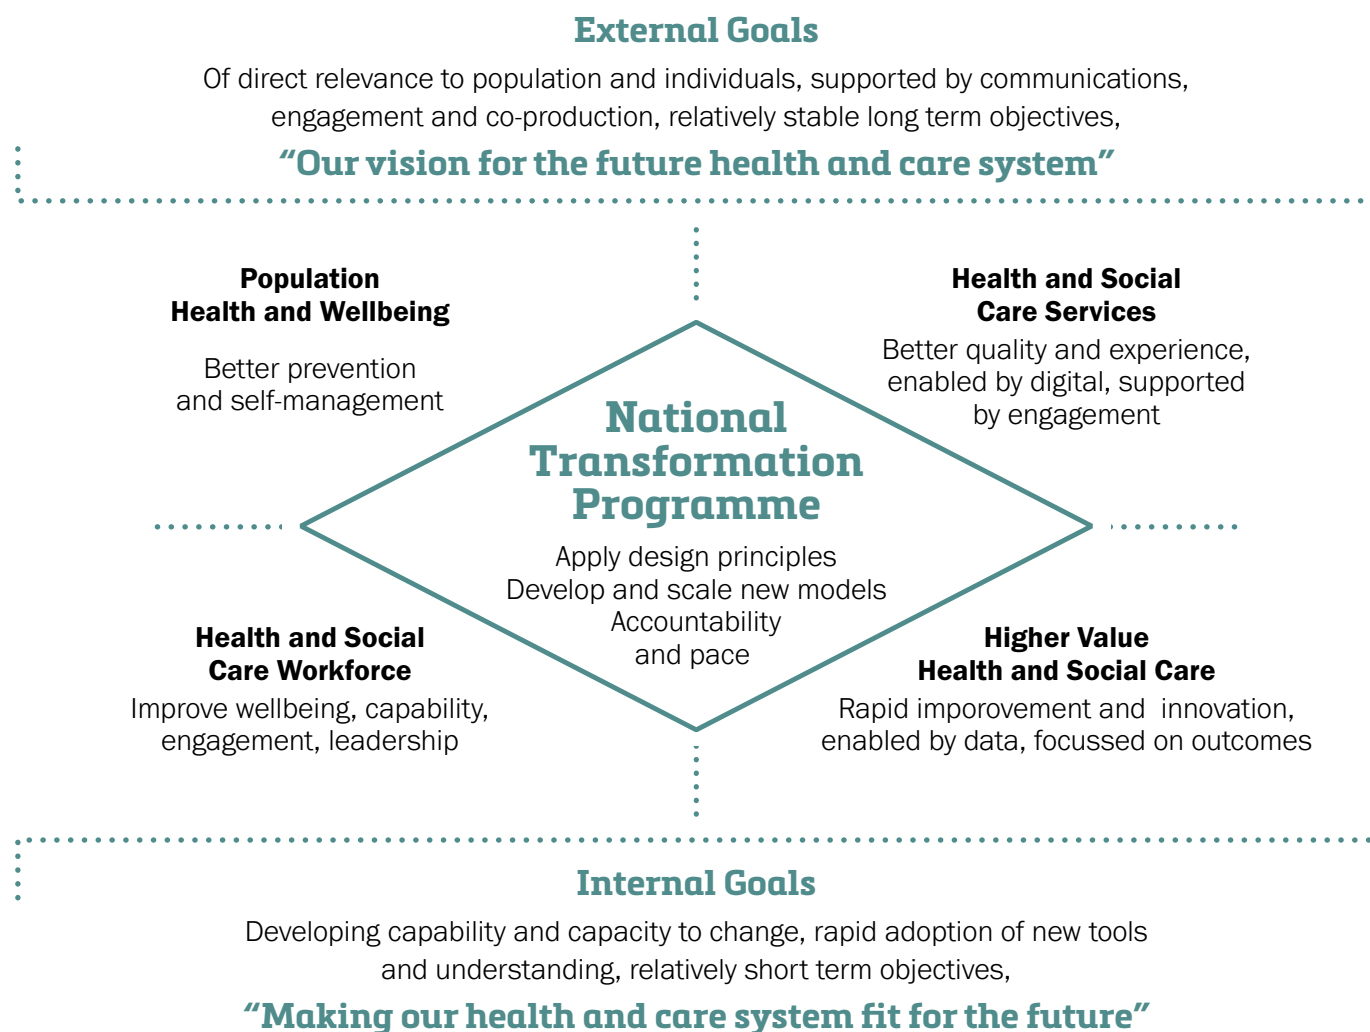 External Goals
Of direct relevance to population and individuals, supported by communications,
engagement and co-production, relatively stable long term objectives,
“Our vision for the future health and care system”
Population
Health and Wellbeing
Better prevention
and self-management
Health and Social
Care Services
Better quality and experience,
enabled by digital, supported
by engagement
National
Transformation
Programme
Apply design principles
Develop and scale new models
Accountability
and pace
Health and Social
Care Workforce
Improve wellbeing, capability,
engagement, leadership
Higher Value
Health and Social Care
Rapid imporovement and  innovation,
enabled by data, focussed on outcomes
Internal Goals
Developing capability and capacity to change, rapid adoption of new tools
and understanding, relatively short term objectives,
“Making our health and care system fit for the future”